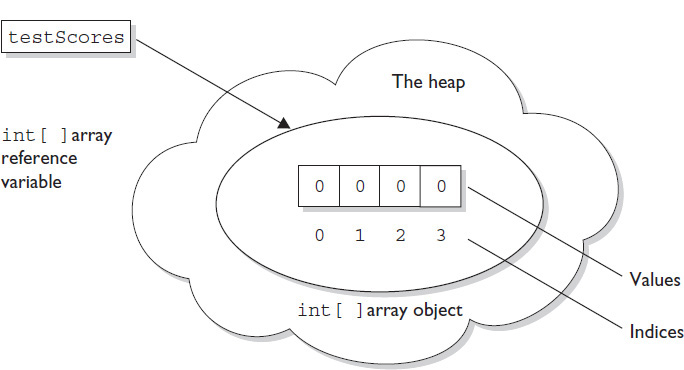 testScores
The heap
int[ ] array
reference
variable
0 0 0 0
0 1 2 3
Values
int[ ] array object
Indices